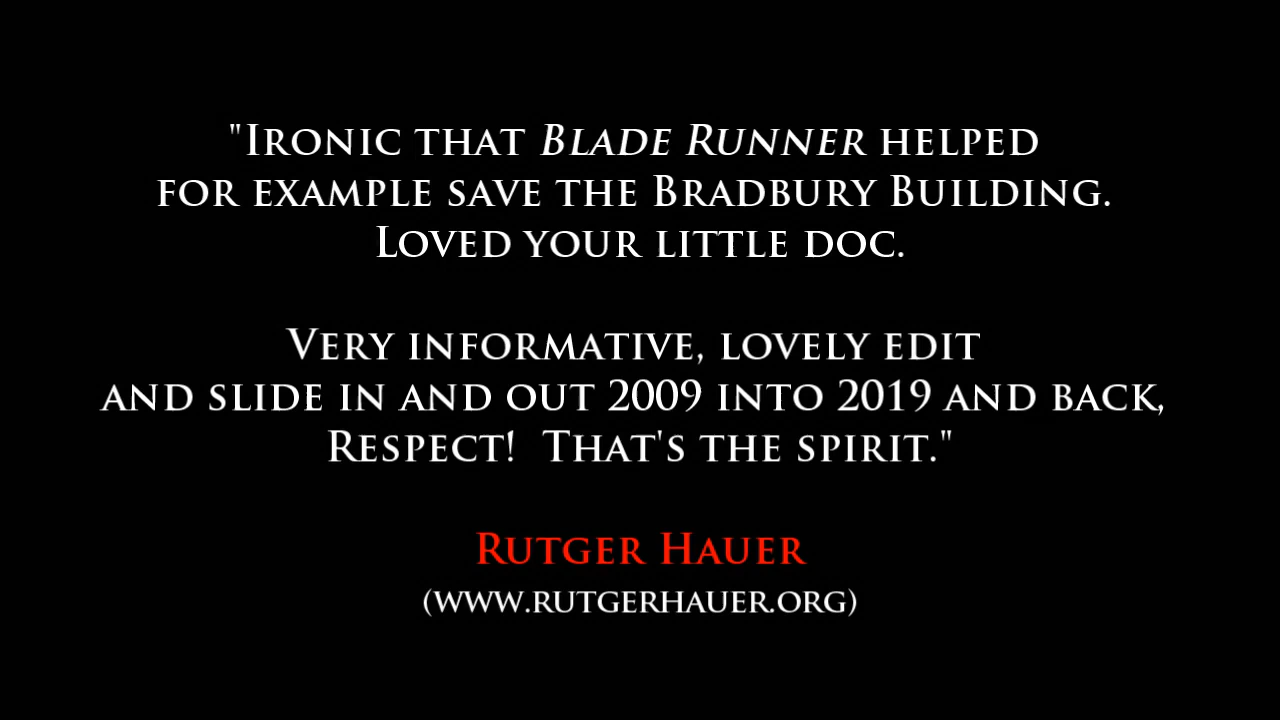 "Ironic that Blade Runner helped
for example save the Bradbury Building.
Loved your little doc.
Very informative, lovely edit
and slide in and out 2009 into 2019 and back,
Respect!  That's the spirit."
Rutger Hauer
(www.rutgerhauer.org)